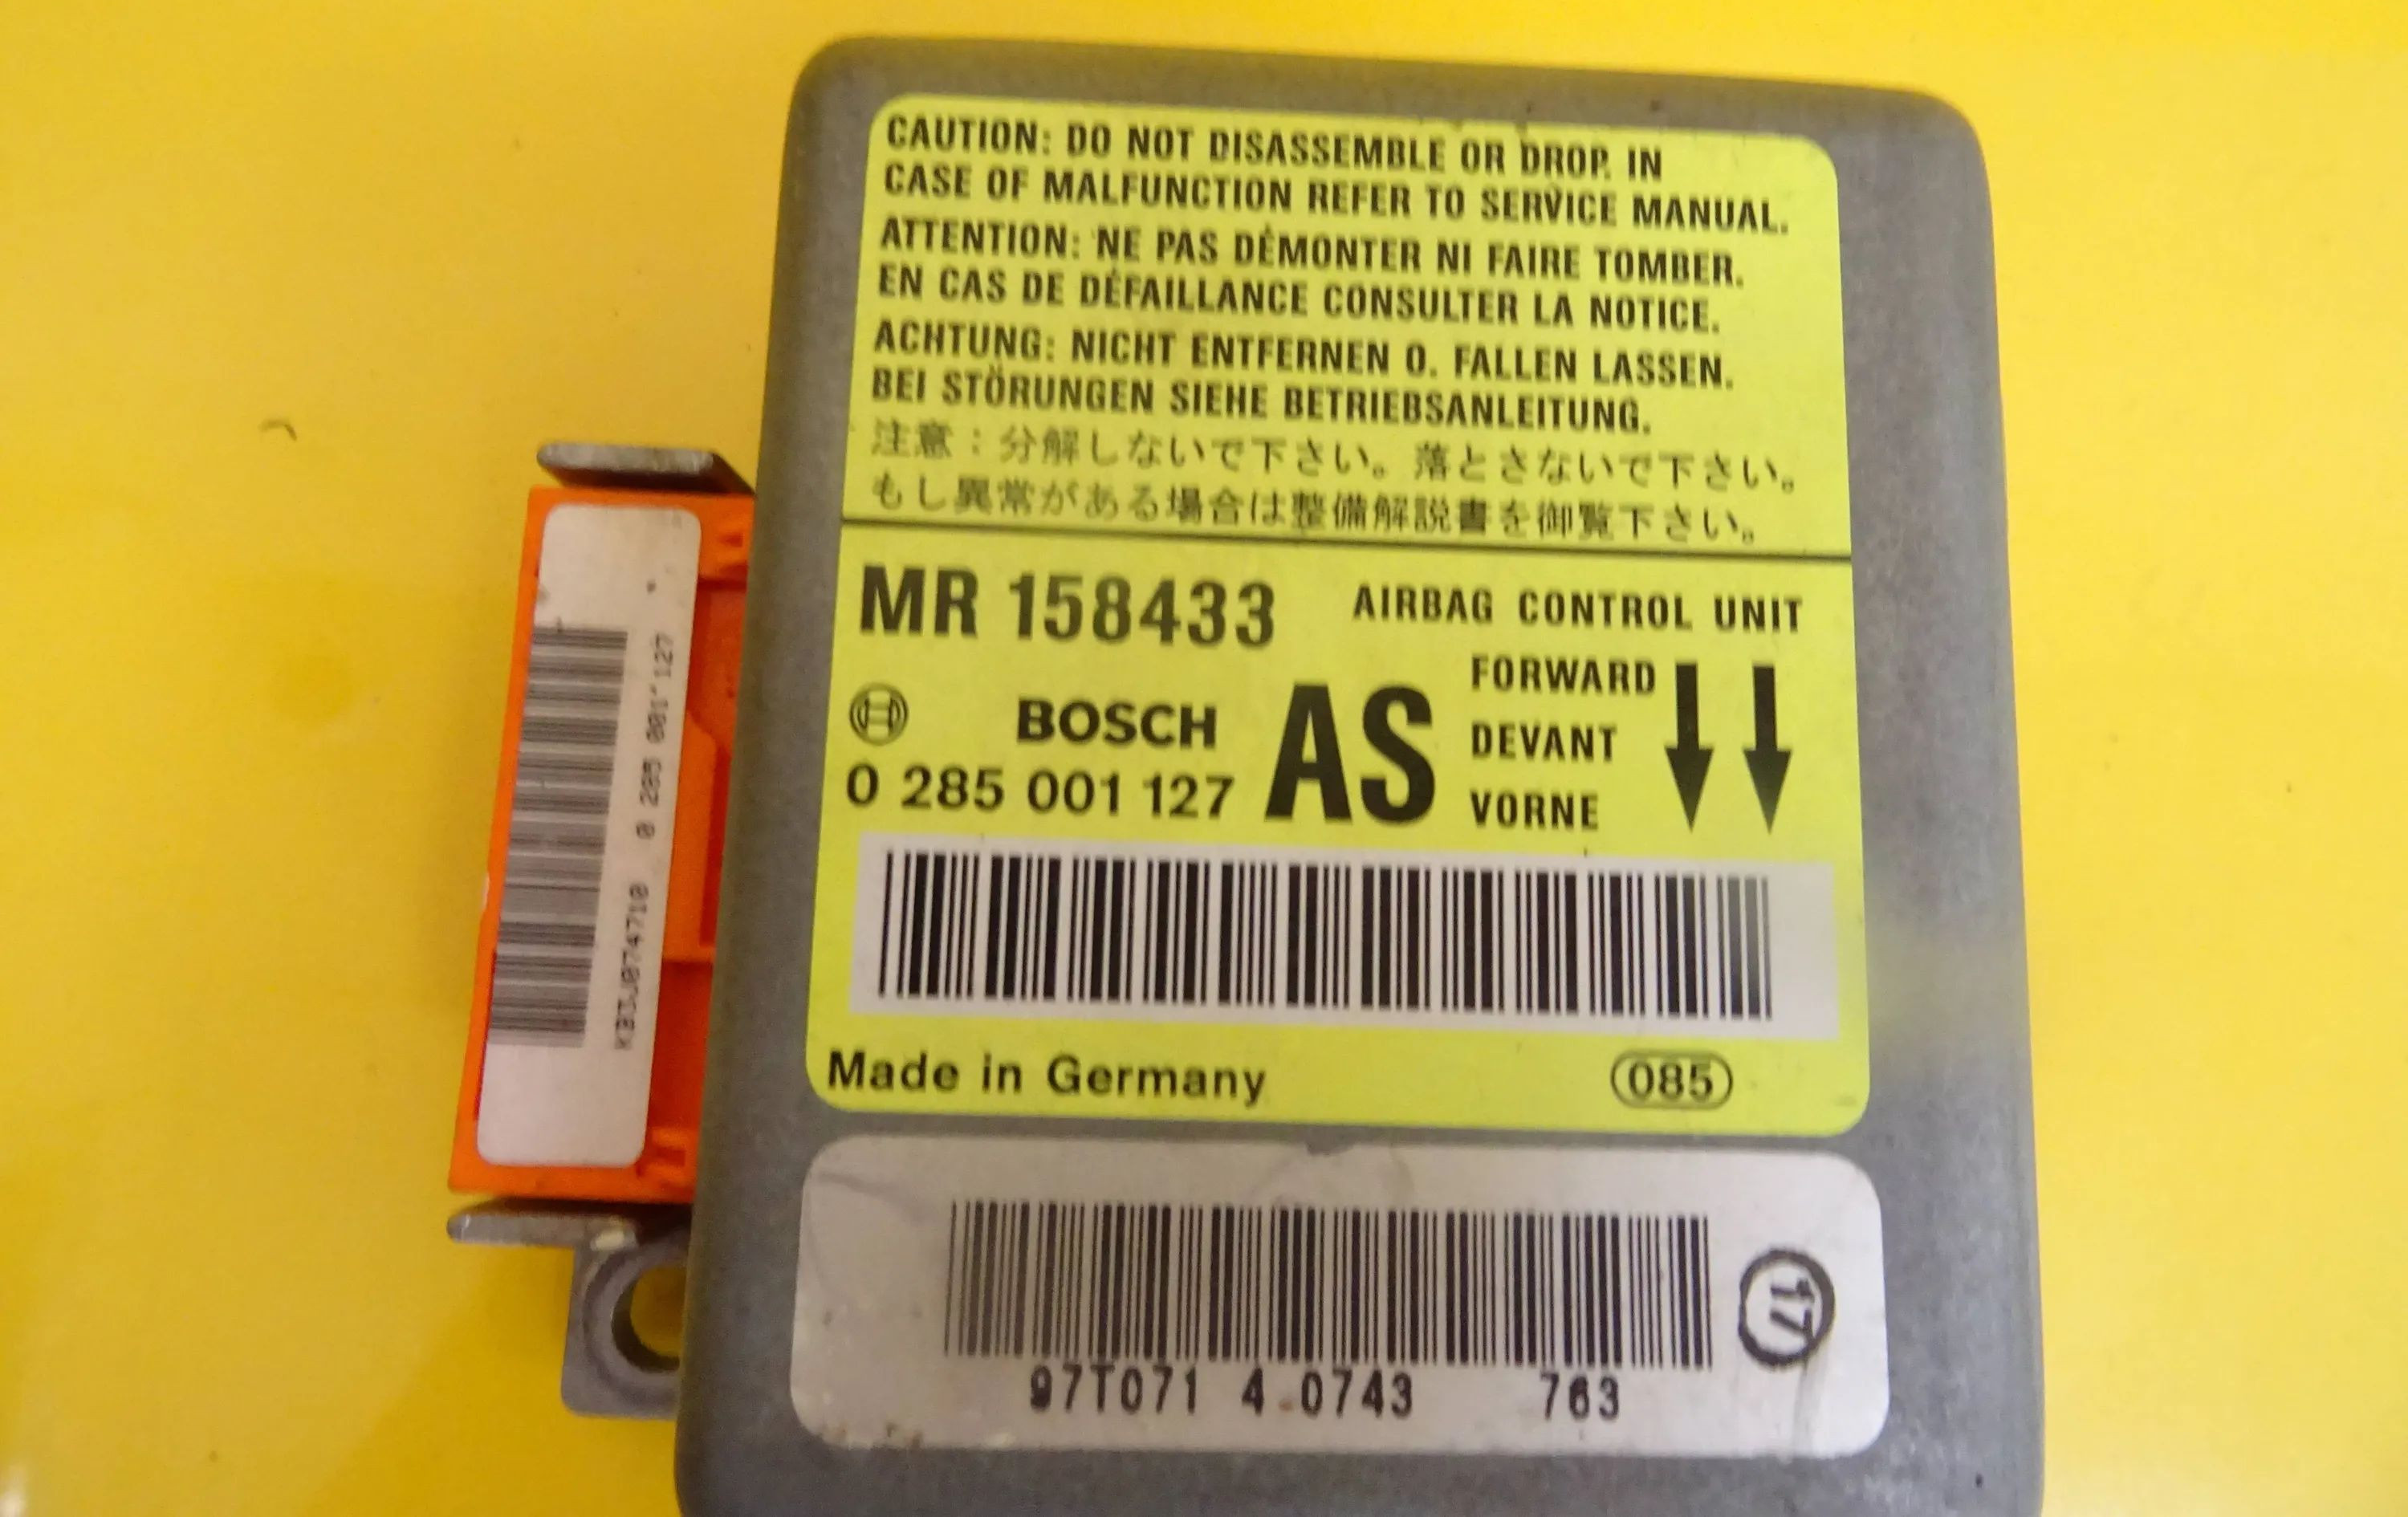 CAUTION: DO NOT DISASSEMBLE OR DROP. IN
CASE OF MALFUNCTION REFER TO SERVICE MANUAL.
ATTENTION: NE PAS DÉMONTER NI FAIRE TOMBER.
EN CAS DE DÉFAILLANCE CONSULTER LA NOTICE.
ACHTUNG: NICHT ENTFERNEN O. FALLEN LASSEN.
BEI STÖRUNGEN SIEHE BETRIEBSANLEITUNG.
注意：分解しないで下さい。落とさないで下さい。
もし異常がある場合は整備解説書を御覧下さい。
MR 158433 AIRBAG CONTROL UNIT
BOSCH AS
0 285 001 127
FORWARD
DEVANT
VORNE
Made in Germany 085
97T071 4 0743 763
17
0 285 001 127